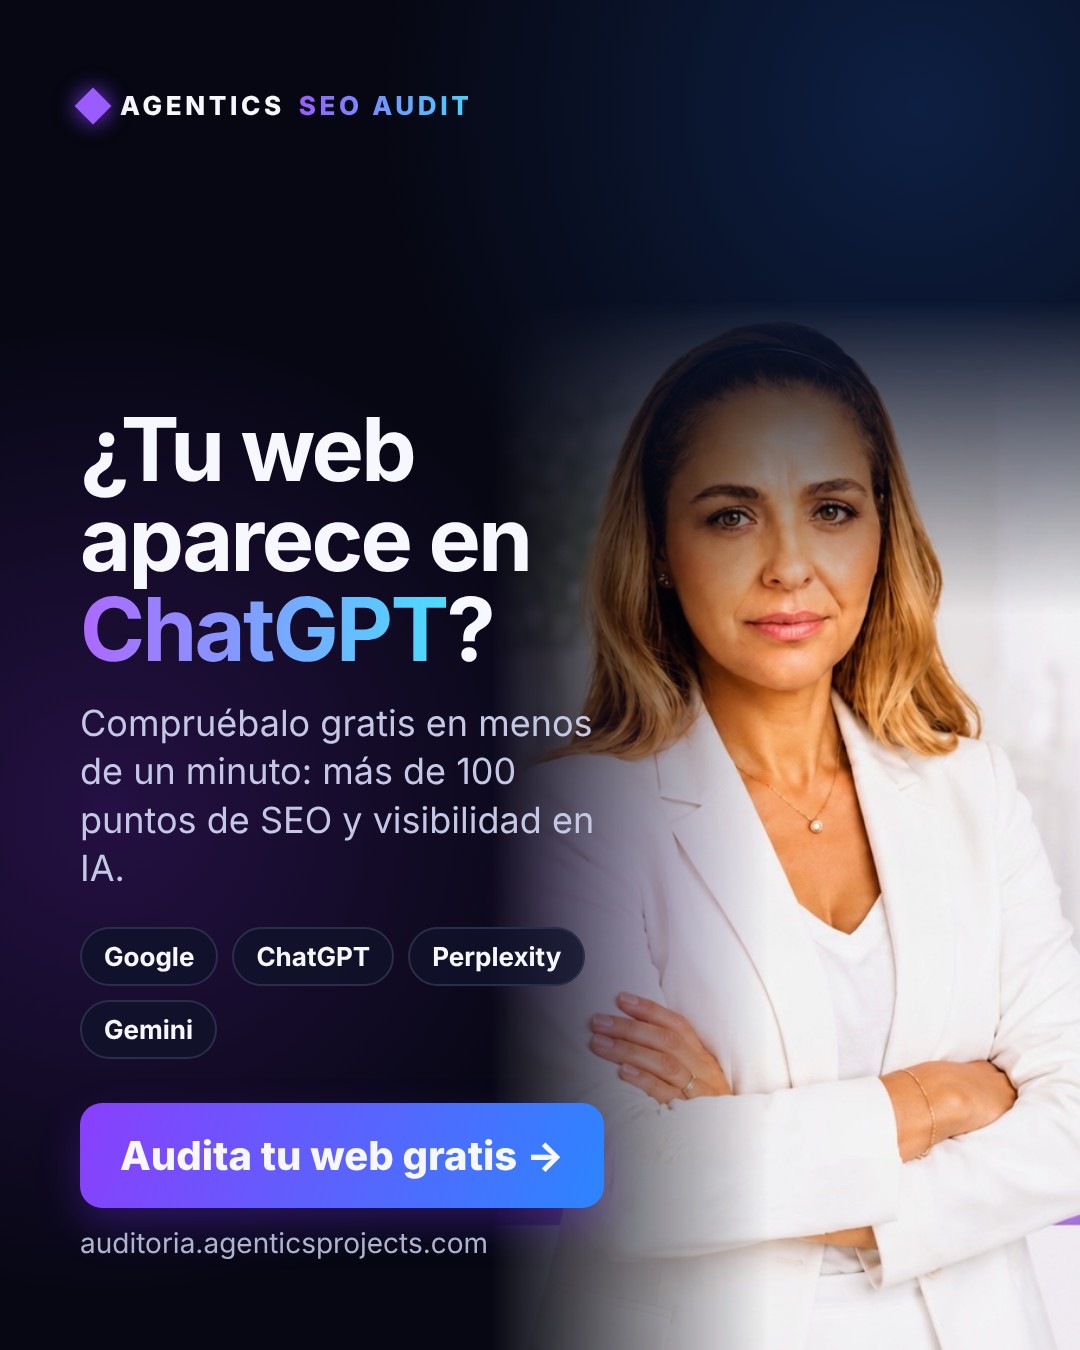 AGENTICS SEO AUDIT
¿Tu web
aparece en
ChatGPT?
Compruébalo gratis en menos
de un minuto: más de 100
puntos de SEO y visibilidad en
IA.
Google ChatGPT Perplexity
Gemini
Audita tu web gratis →
auditoria.agenticsprojects.com